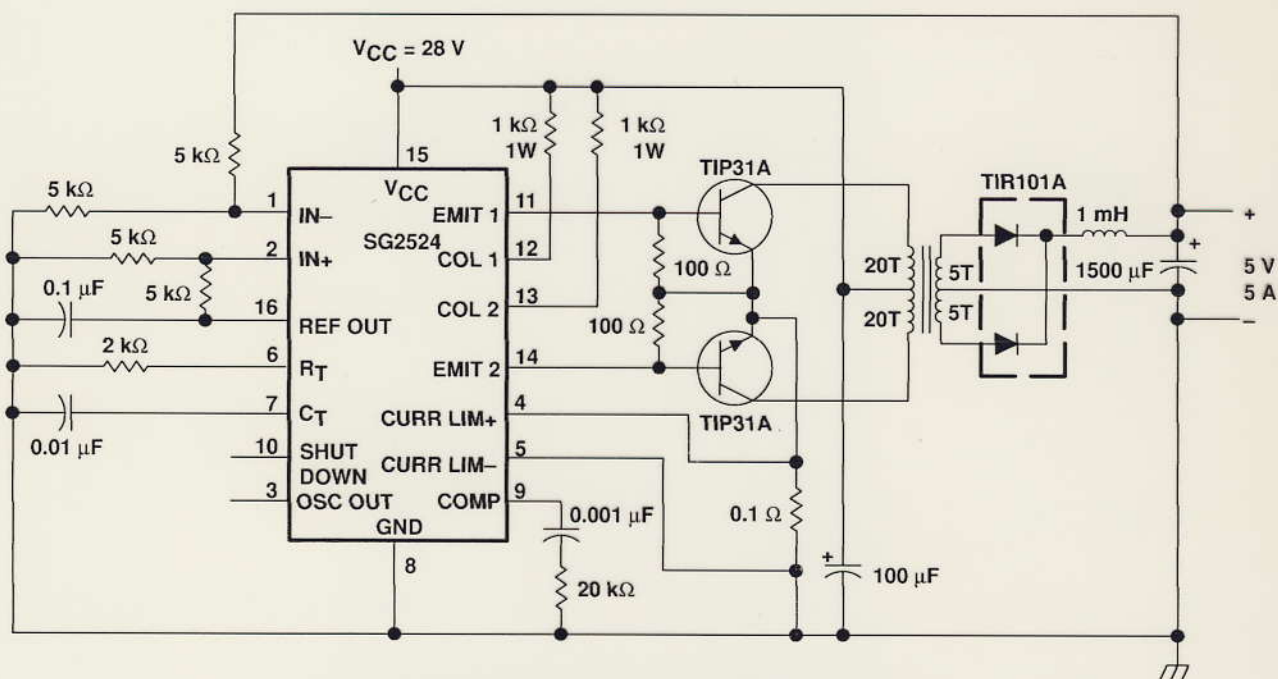 VCC = 28 V
5 kΩ
1 kΩ
1W
1 kΩ
1W
15
VCC
SG2524
5 kΩ
1
IN–
5 kΩ
2
IN+
5 kΩ
0.1 μF
16
REF OUT
2 kΩ
6
RT
7
CT
0.01 μF
10
SHUT
DOWN
3
OSC OUT
GND
8
EMIT 1
11
COL 1
12
COL 2
13
EMIT 2
14
CURR LIM+
4
CURR LIM–
5
COMP
9
TIP31A
100 Ω
100 Ω
TIP31A
0.001 μF
20 kΩ
0.1 Ω
+
100 μF
20T
20T
5T
5T
TIR101A
1 mH
+
1500 μF
+
5 V
5 A
–